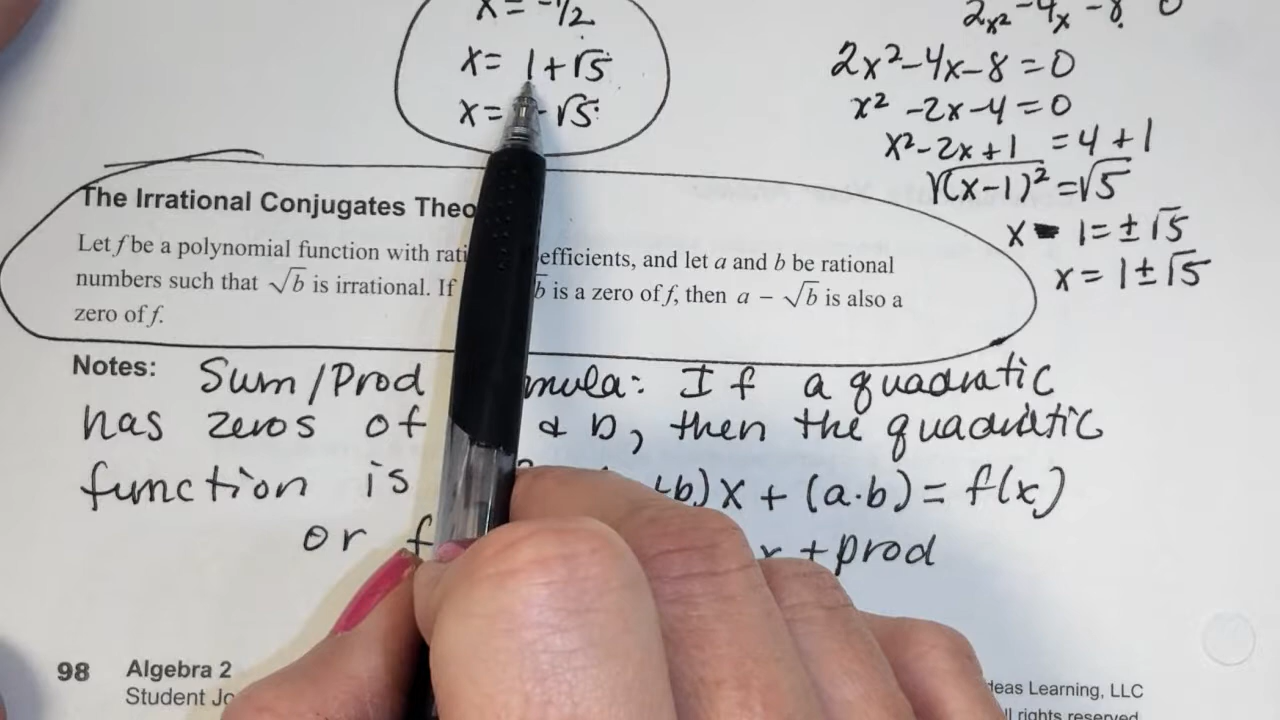 x = -1/2
2x² -4x -8 0
x = 1+√5
2x²-4x-8=0
x = -√5
x² -2x-4=0
x²-2x+1 =4+1
√(x-1)² =√5
The Irrational Conjugates Theo
x - 1=±√5
Let f be a polynomial function with rati efficients, and let a and b be rational
x = 1±√5
numbers such that √b is irrational. If b is a zero of f, then a − √b is also a
zero of f.
Notes: Sum/Prod mula: If a quadratic
has zeros of & b, then the quadratic
function is +b)x + (a·b) = f(x)
or f x +prod
98 Algebra 2
Student Jo
deas Learning, LLC
ll rights reserved.